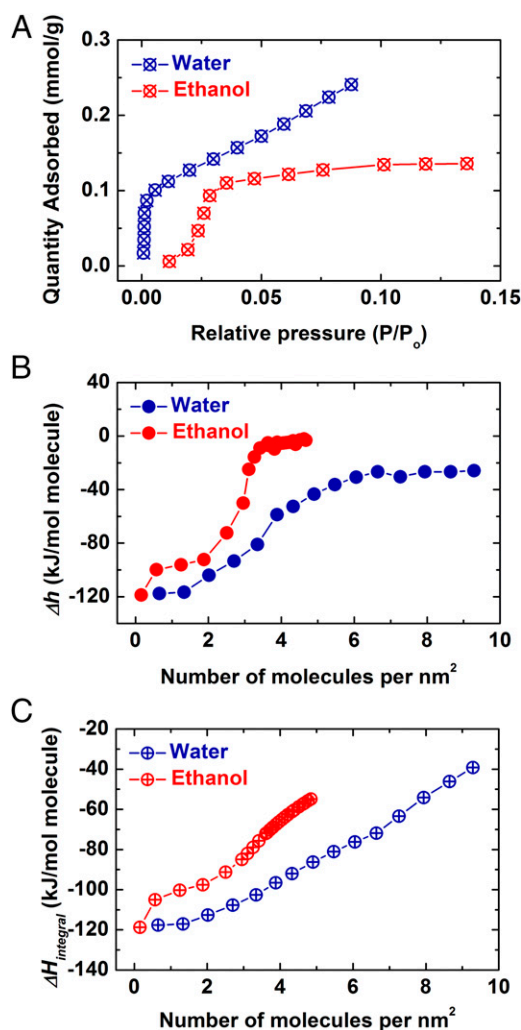 A
0.3
0.2
0.1
0.0
Quantity Adsorbed (mmol/g)
Water
Ethanol
0.00 0.05 0.10 0.15
Relative pressure (P/Pₒ)
B
40
0
-40
-80
-120
Δh (kJ/mol molecule)
Water
Ethanol
0 2 4 6 8 10
Number of molecules per nm²
C
-20
-40
-60
-80
-100
-120
-140
ΔH_integral (kJ/mol molecule)
Water
Ethanol
0 2 4 6 8 10
Number of molecules per nm²